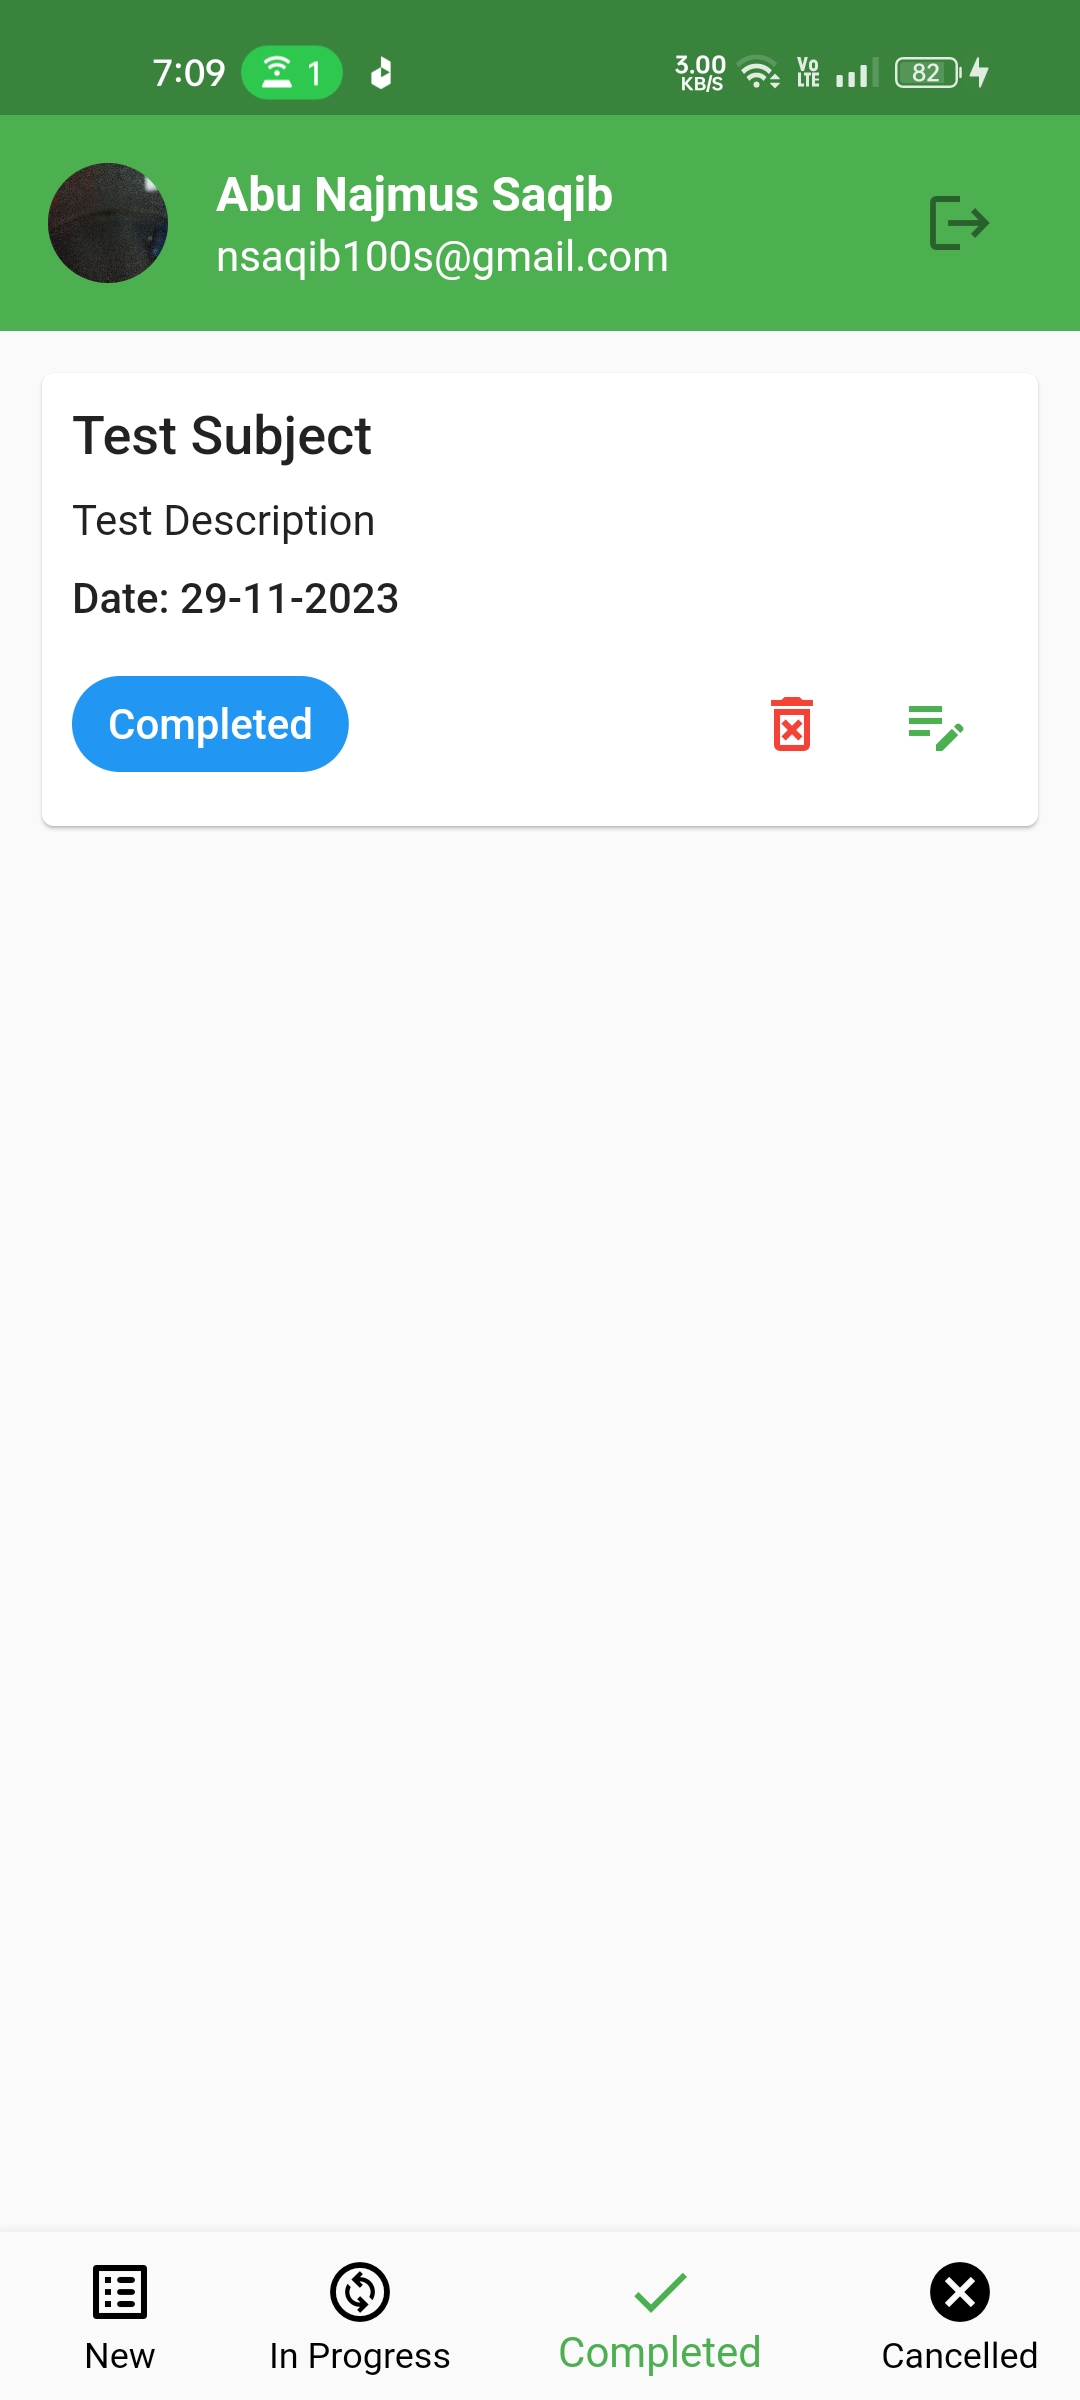 7:09 1 3.00 KB/S Vo LTE 82
Abu Najmus Saqib
nsaqib100s@gmail.com
Test Subject
Test Description
Date: 29-11-2023
Completed
New In Progress Completed Cancelled